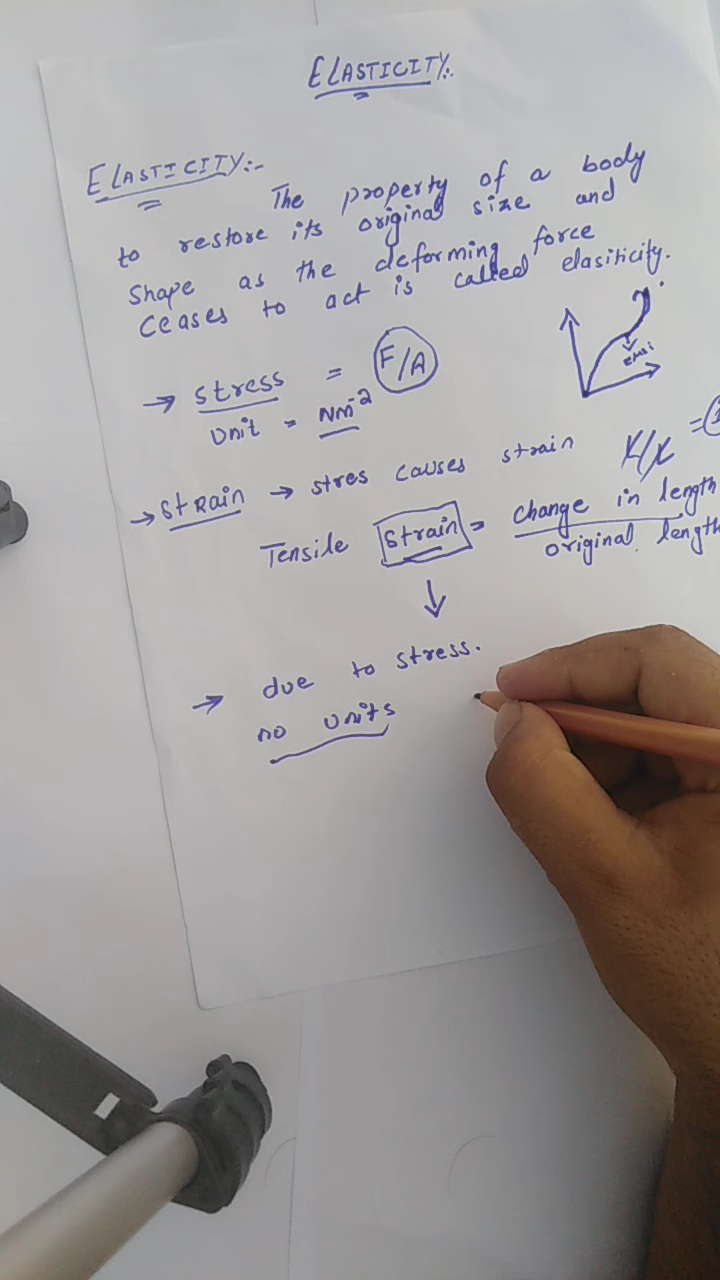 ELASTICITY:-
ELASTICITY:-
The property of a body
to restore its original size and
shape as the deforming force
ceases to act is called elasiticity.
→ stress = F/A
Unit = Nm⁻²
→ STRAIN → stres causes strain
Tensile Strain = change in length
original length
↓
→ due to stress.
no units